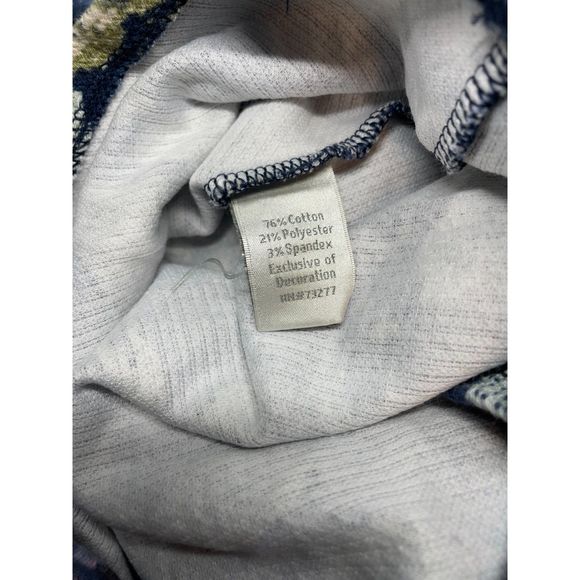 76% Cotton
21% Polyester
3% Spandex
Exclusive of
Decoration
RN#73277